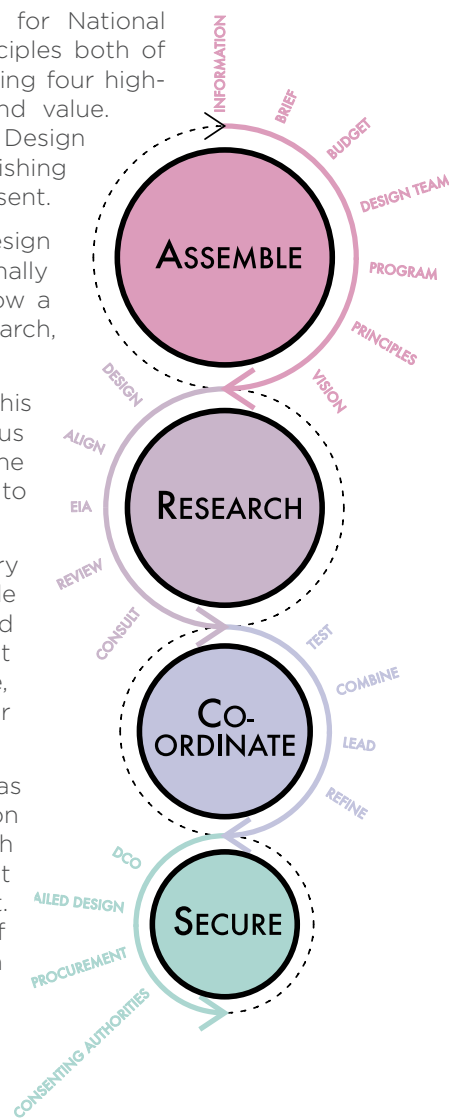 for National
ciples both of
ing four high-
nd value.
Design
ishing
sent.
esign
nally
ow a
arch,
his
us
ne
to
ry
le
d
t
e,
r
as
on
h
t
t.
f
n
INFORMATION
BRIEF
BUDGET
DESIGN TEAM
PROGRAM
PRINCIPLES
VISION
ASSEMBLE
DESIGN
ALIGN
EIA
REVIEW
CONSULT
RESEARCH
TEST
COMBINE
LEAD
REFINE
CO-
ORDINATE
DCO
AILED DESIGN
PROCUREMENT
CONSENTING AUTHORITIES
SECURE